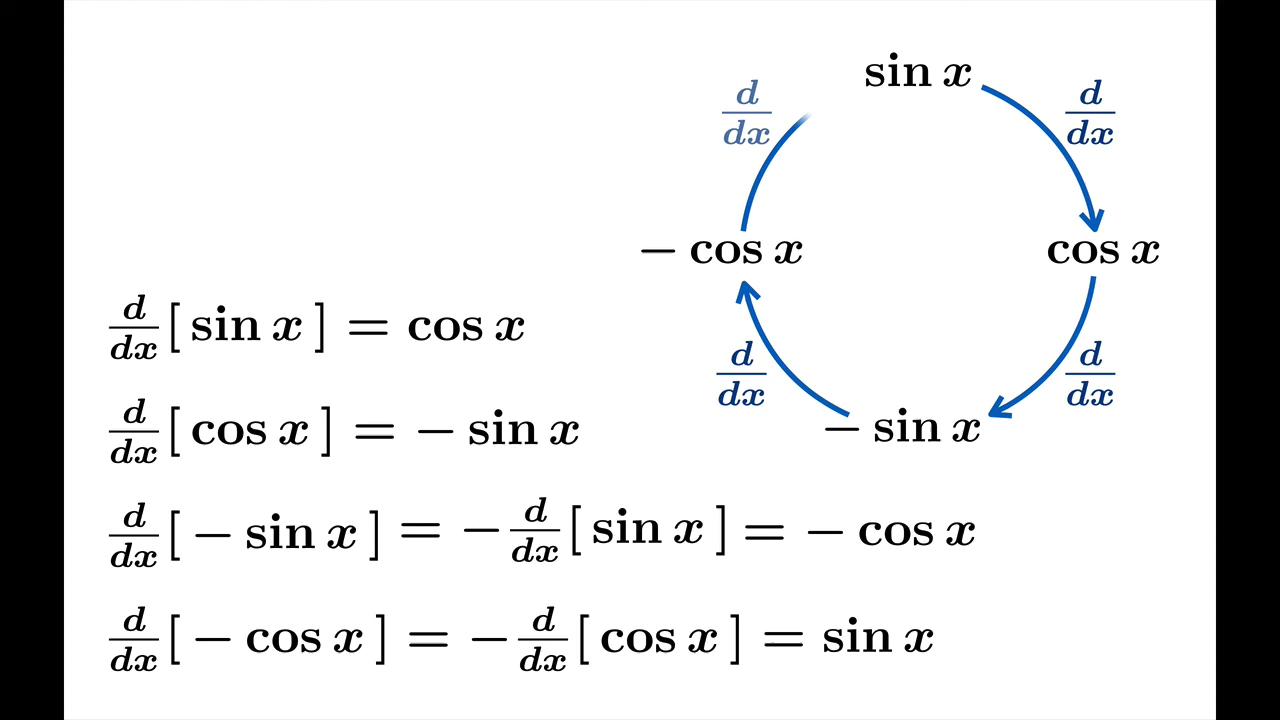 sin x
d/dx
d/dx
− cos x
cos x
d/dx
d/dx
− sin x
d/dx [ sin x ] = cos x
d/dx [ cos x ] = − sin x
d/dx [ − sin x ] = − d/dx [ sin x ] = − cos x
d/dx [ − cos x ] = − d/dx [ cos x ] = sin x